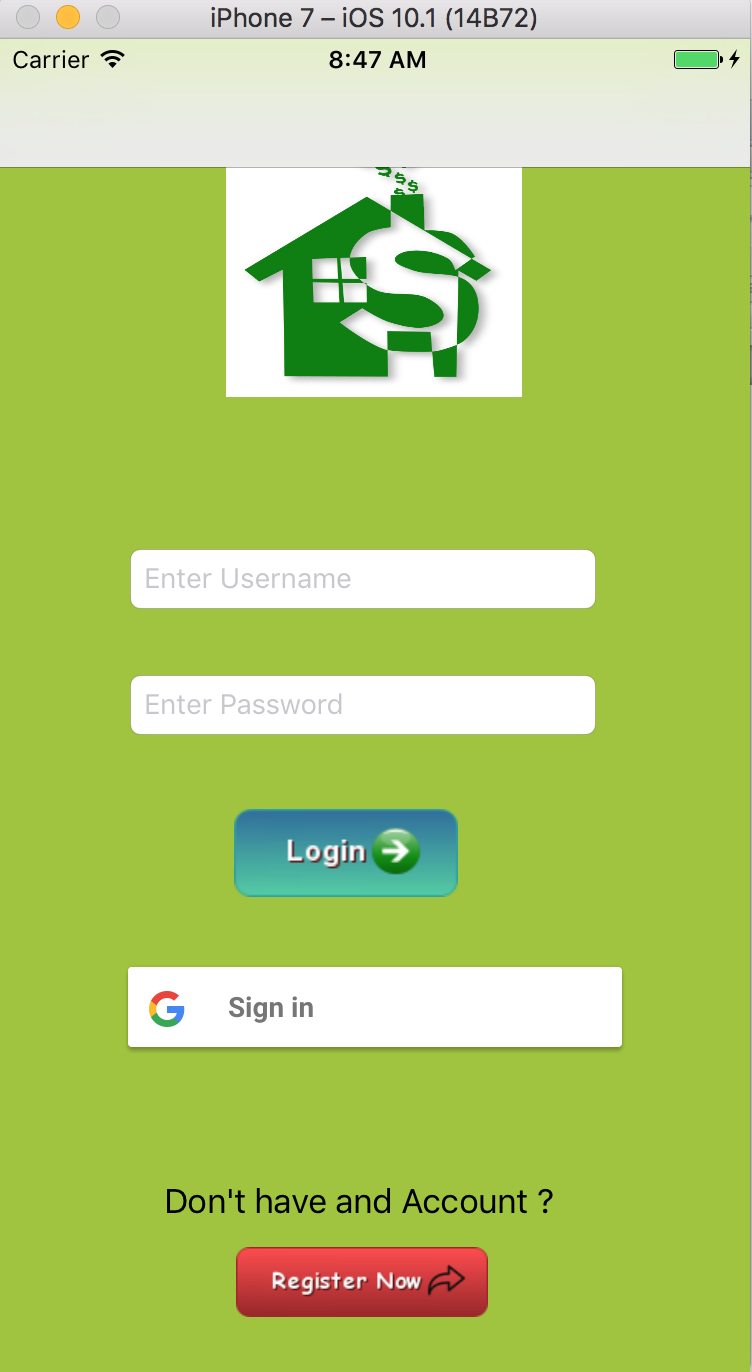 iPhone 7 – iOS 10.1 (14B72)
Carrier 8:47 AM
$
$
$
$
Enter Username
Enter Password
Login
Sign in
Don't have and Account ?
Register Now